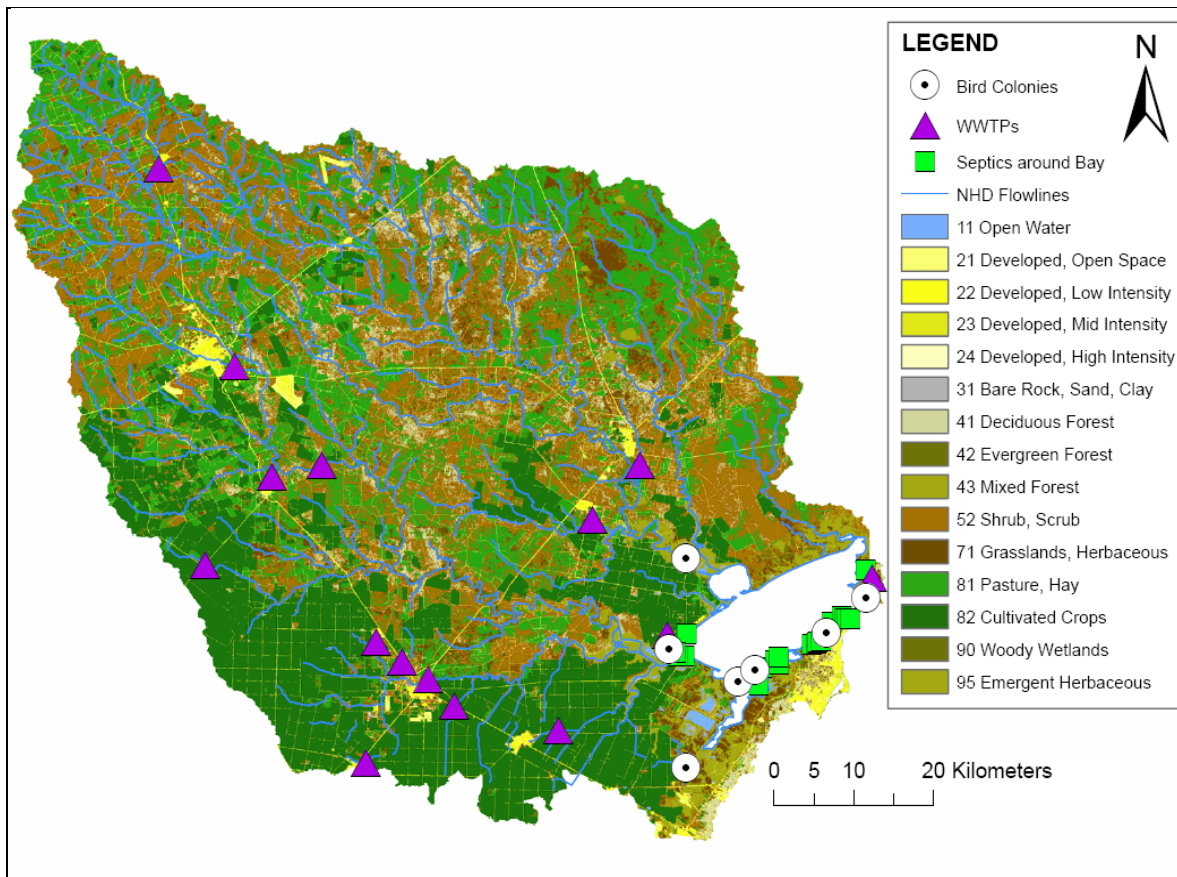 LEGEND
N
Bird Colonies
WWTPs
Septics around Bay
NHD Flowlines
11 Open Water
21 Developed, Open Space
22 Developed, Low Intensity
23 Developed, Mid Intensity
24 Developed, High Intensity
31 Bare Rock, Sand, Clay
41 Deciduous Forest
42 Evergreen Forest
43 Mixed Forest
52 Shrub, Scrub
71 Grasslands, Herbaceous
81 Pasture, Hay
82 Cultivated Crops
90 Woody Wetlands
95 Emergent Herbaceous
0 5 10 20 Kilometers